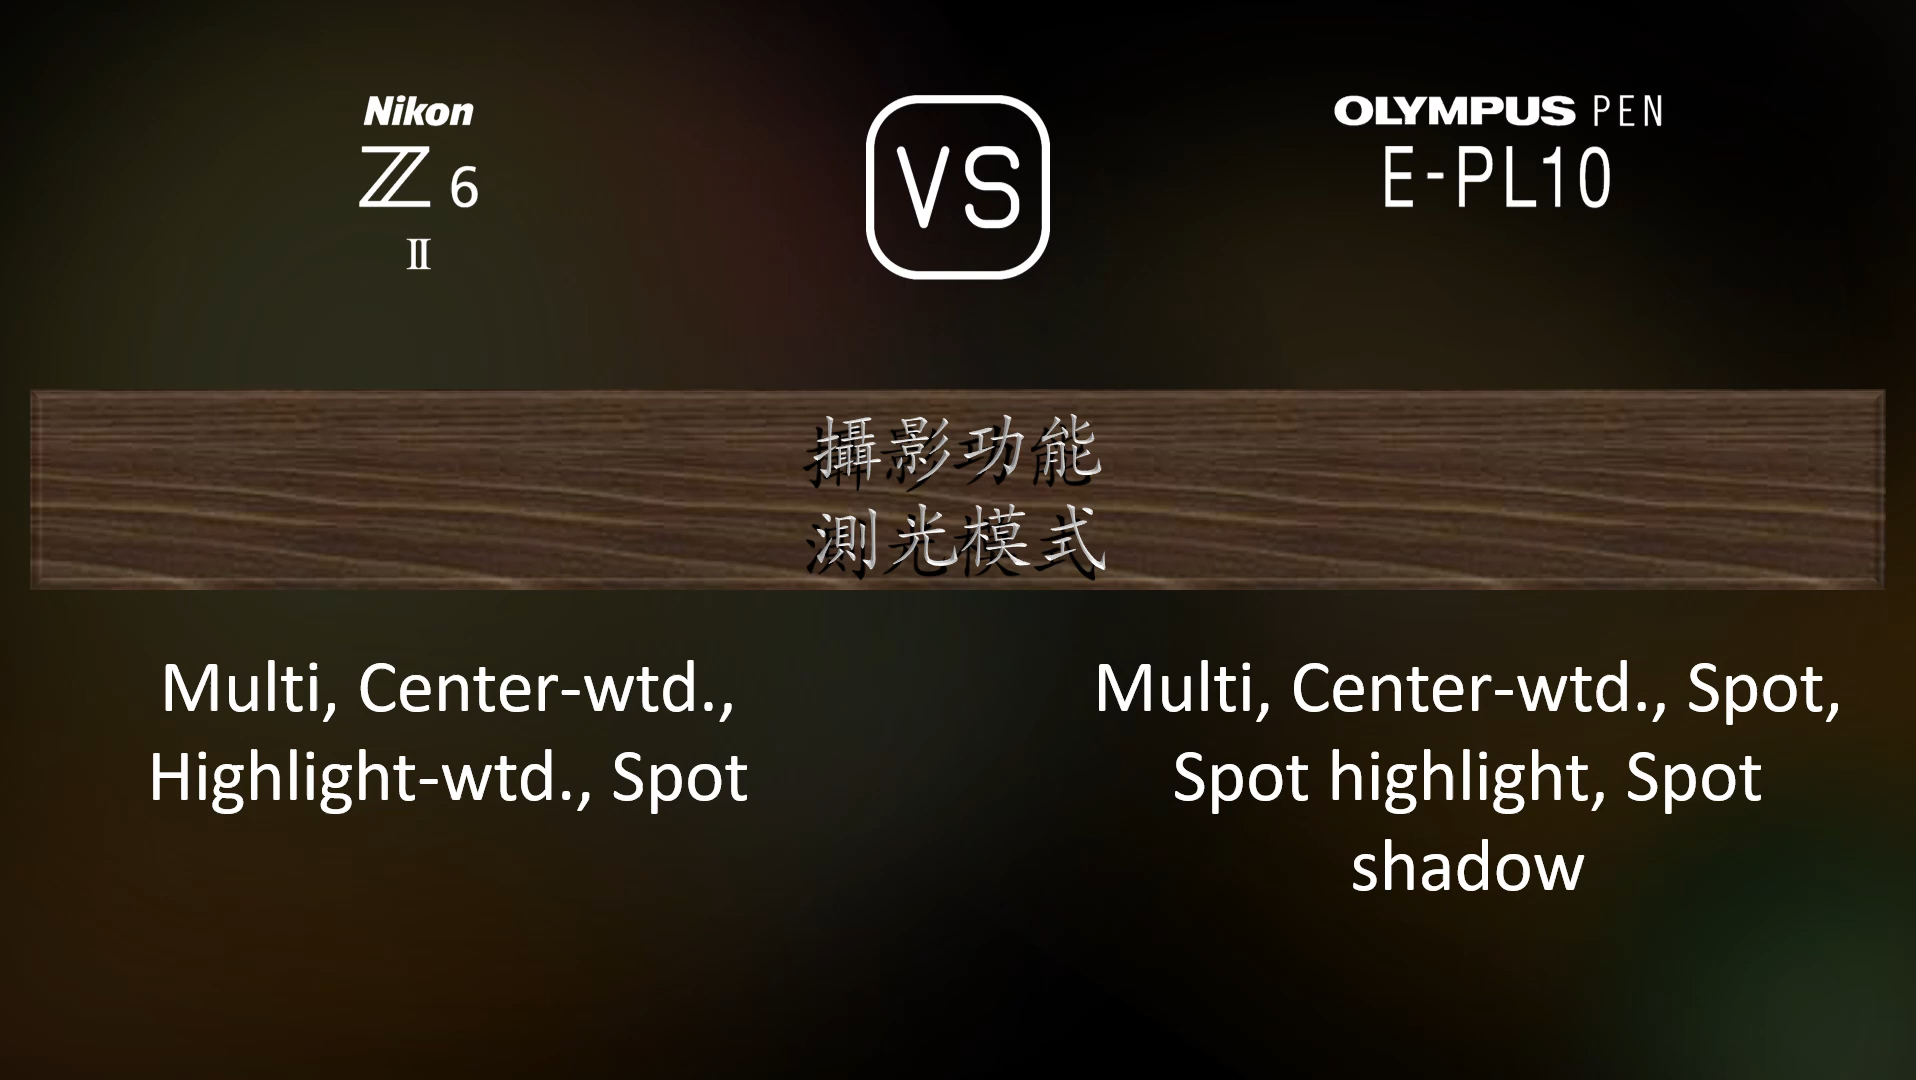 Nikon
Z 6
II
VS
OLYMPUS PEN
E-PL10
攝影功能
測光模式
Multi, Center-wtd.,
Highlight-wtd., Spot
Multi, Center-wtd., Spot,
Spot highlight, Spot
shadow